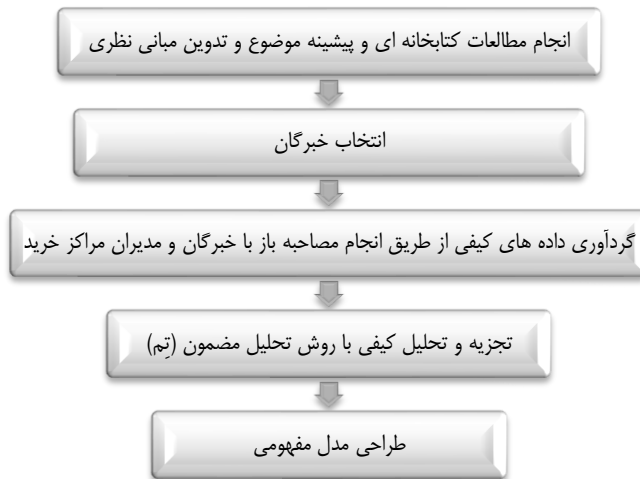 انجام مطالعات کتابخانه ای و پیشینه موضوع و تدوین مبانی نظری
انتخاب خبرگان
گردآوری داده های کیفی از طریق انجام مصاحبه باز با خبرگان و مدیران مراکز خرید
تجزیه و تحلیل کیفی با روش تحلیل مضمون (تِم)
طراحی مدل مفهومی